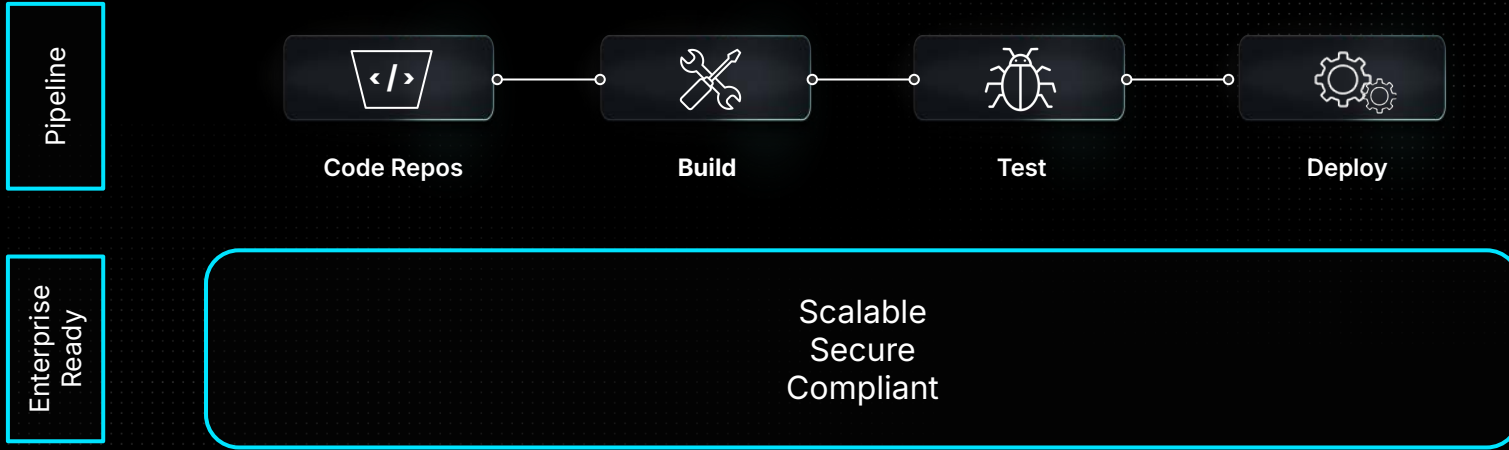 Pipeline
</>
Code Repos
Build
Test
Deploy
Enterprise
Ready
Scalable
Secure
Compliant